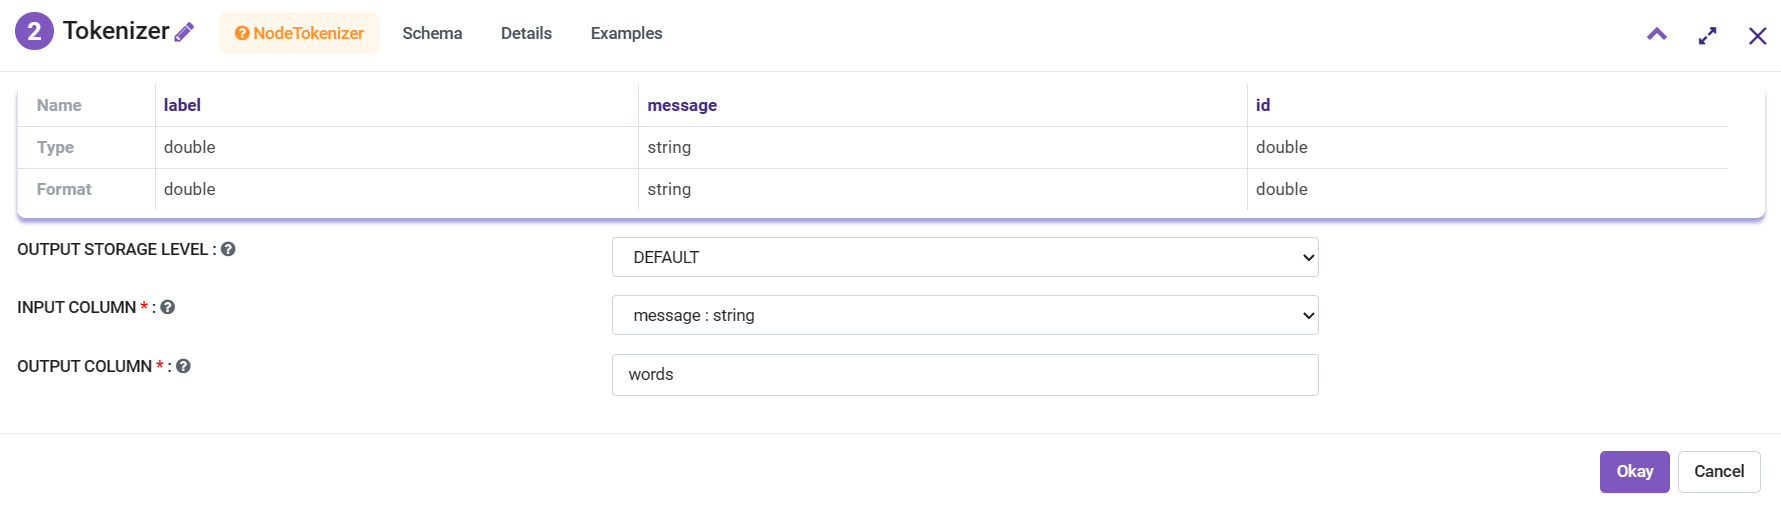 2 Tokenizer NodeTokenizer Schema Details Examples
Name label message id
Type double string double
Format double string double
OUTPUT STORAGE LEVEL : DEFAULT
INPUT COLUMN * : message : string
OUTPUT COLUMN * : words
Okay Cancel